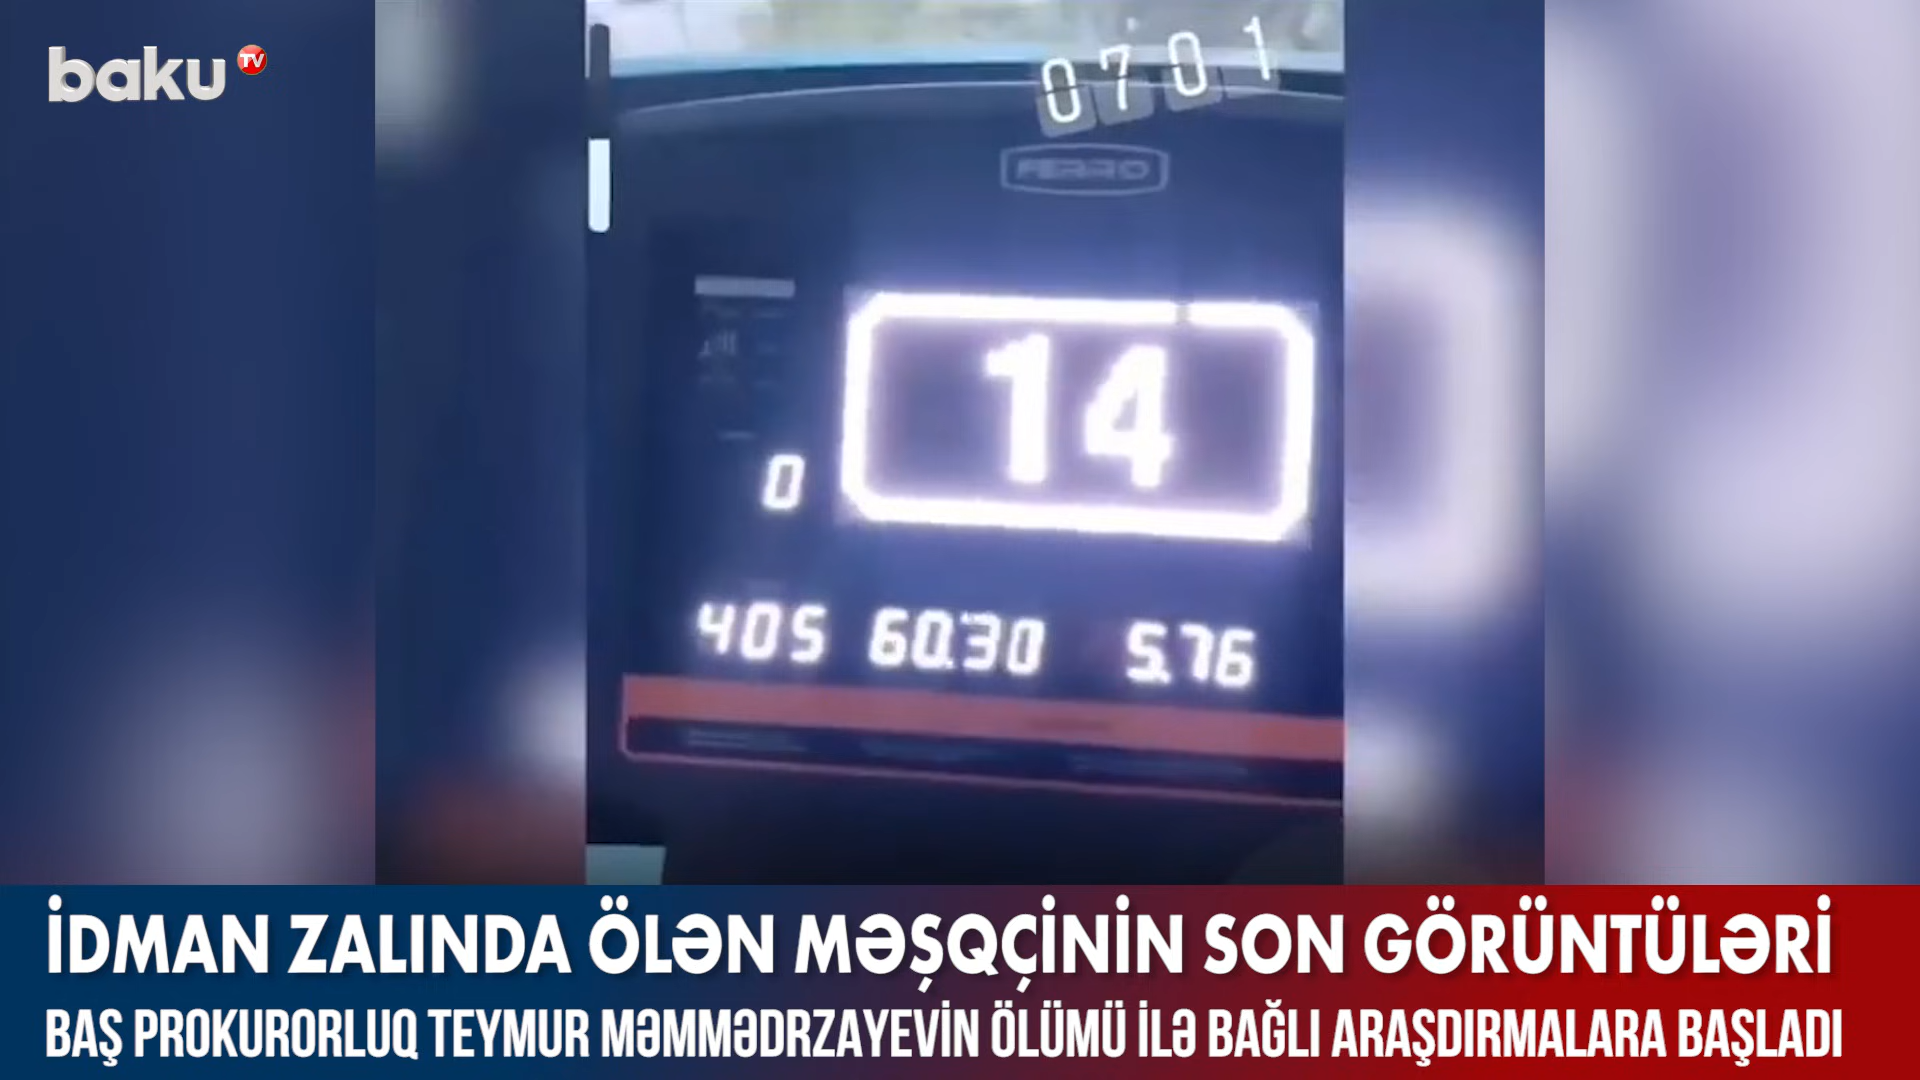 baku TV
0701
FERRO
14
0
405 60.30 5.76
İDMAN ZALINDA ÖLƏN MƏŞQÇİNİN SON GÖRÜNTÜLƏRİ
BAŞ PROKURORLUQ TEYMUR MƏMMƏDRZAYEVİN ÖLÜMÜ İLƏ BAĞLI ARAŞDIRMALARA BAŞLADI